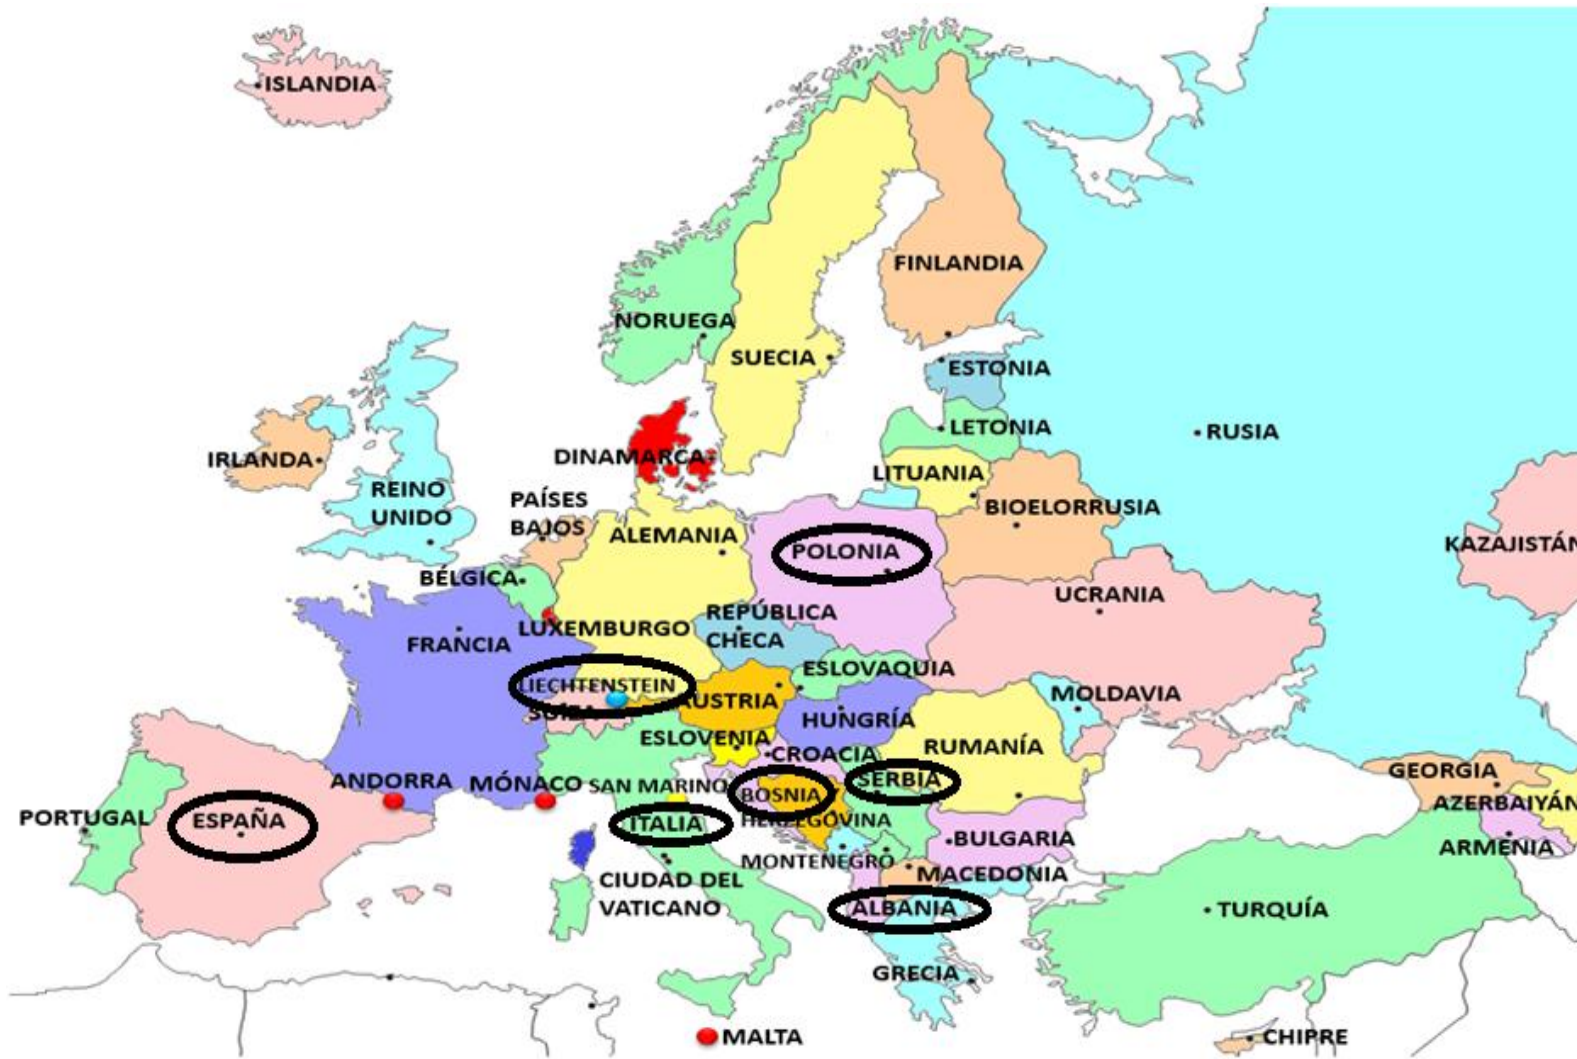 ISLANDIA
FINLANDIA
NORUEGA
SUECIA
ESTONIA
LETONIA
RUSIA
DINAMARCA
IRLANDA
LITUANIA
REINO
UNIDO
PAÍSES
BAJOS
BIOELORRUSIA
ALEMANIA
POLONIA
KAZAJISTÁN
BÉLGICA
UCRANIA
REPÚBLICA
CHECA
LUXEMBURGO
FRANCIA
ESLOVAQUIA
LIECHTENSTEIN
MOLDAVIA
AUSTRIA
SUIZA
HUNGRÍA
ESLOVENIA
RUMANÍA
CROACIA
GEORGIA
ANDORRA
MÓNACO
SAN MARINO
SERBIA
BOSNIA
HERZEGOVINA
AZERBAIYÁN
PORTUGAL
ESPAÑA
ITALIA
BULGARIA
ARMENIA
MONTENEGRO
MACEDONIA
CIUDAD DEL
VATICANO
ALBANIA
TURQUÍA
GRECIA
MALTA
CHIPRE